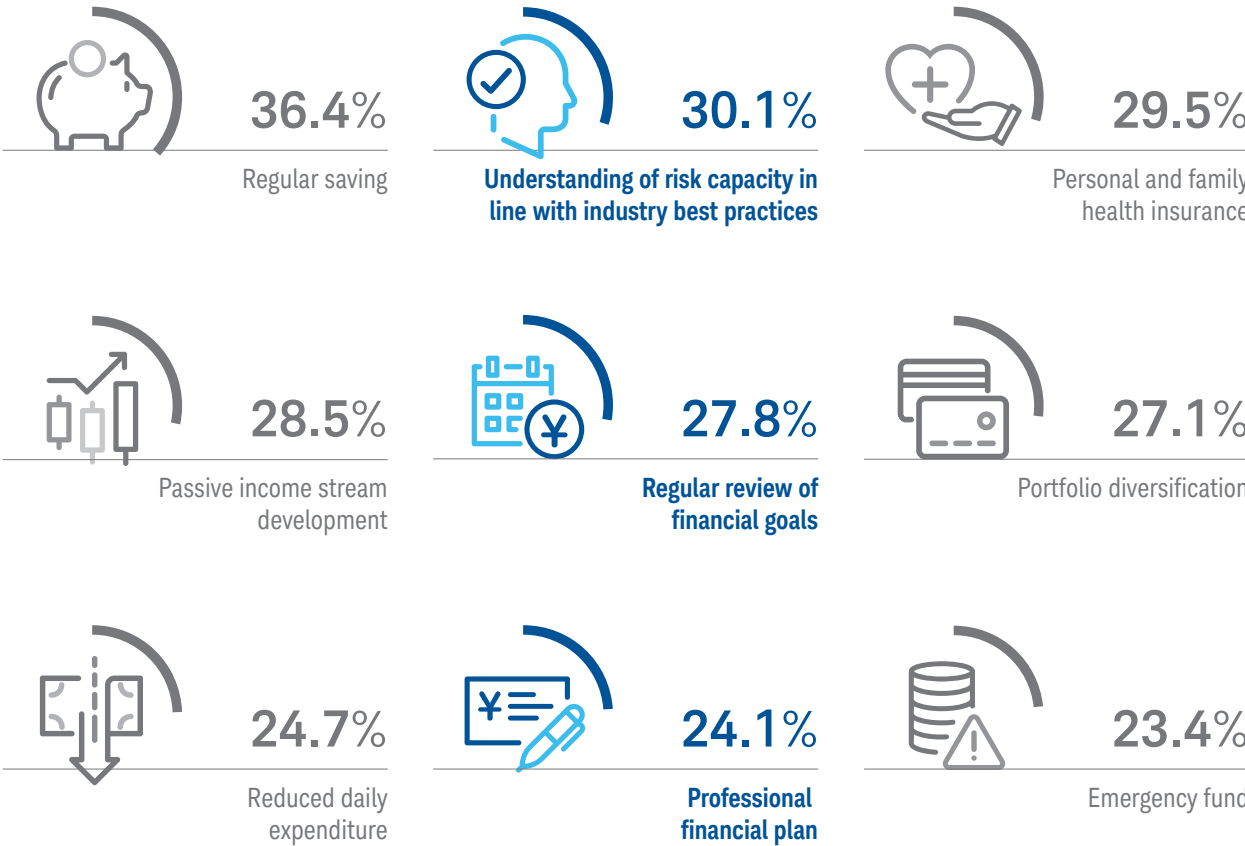 36.4%
Regular saving
30.1%
Understanding of risk capacity in
line with industry best practices
29.5%
Personal and family
health insurance
28.5%
Passive income stream
development
¥
27.8%
Regular review of
financial goals
27.1%
Portfolio diversification
24.7%
Reduced daily
expenditure
¥
24.1%
Professional
financial plan
23.4%
Emergency fund